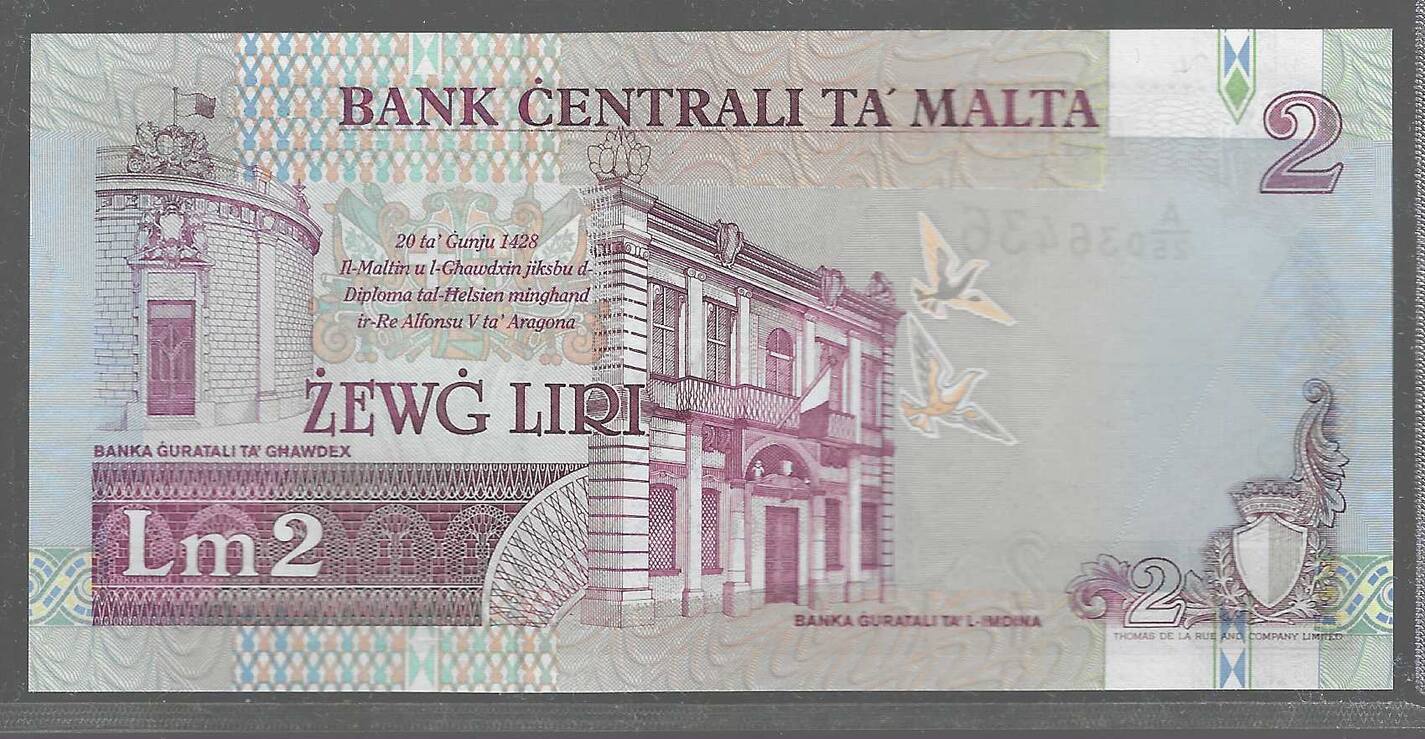 BANK ĊENTRALI TA' MALTA
2
20 ta' Ġunju 1428
Il-Maltin u l-Għawdxin jiksbu d-
Diploma tal-Ħelsien mingħand
ir-Re Alfonsu V ta' Aragona
ŻEWĠ LIRI
BANKA ĠURATALI TA' GĦAWDEX
Lm2
BANKA ĠURATALI TA' L-IMDINA
2
THOMAS DE LA RUE AND COMPANY LIMITED